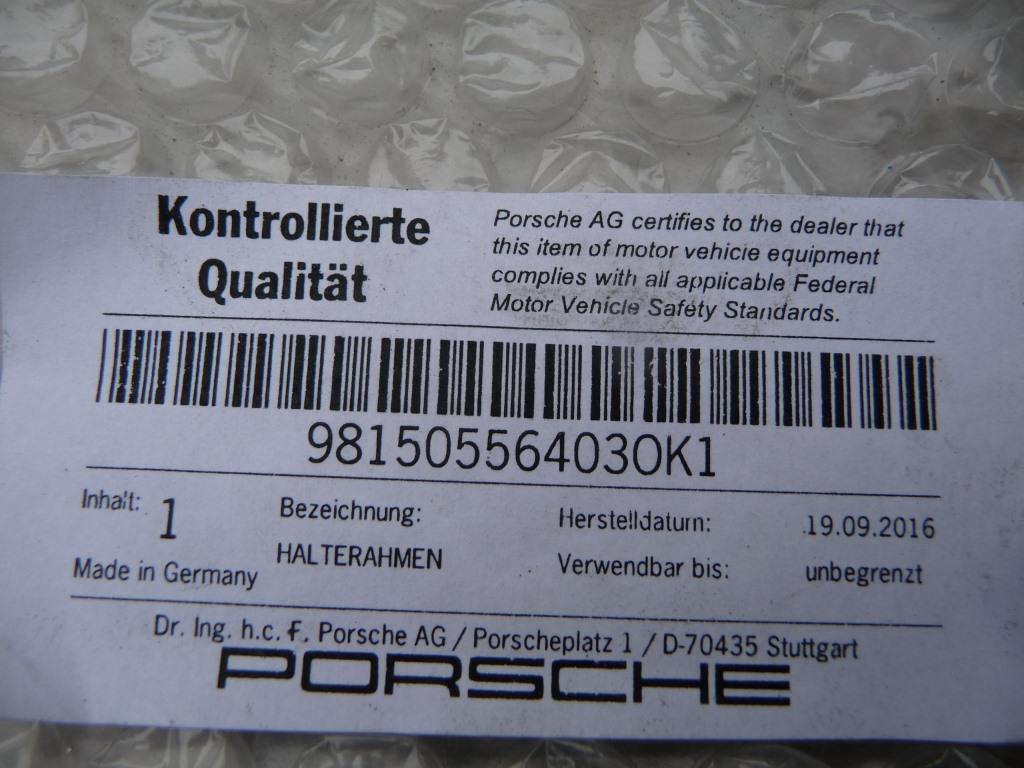 Kontrollierte
Qualität
Porsche AG certifies to the dealer that
this item of motor vehicle equipment
complies with all applicable Federal
Motor Vehicle Safety Standards.
98150556403OK1
Inhalt: 1
Made in Germany
Bezeichnung:
HALTERAHMEN
Herstelldatum: 19.09.2016
Verwendbar bis: unbegrenzt
Dr. Ing. h.c. F. Porsche AG / Porscheplatz 1 / D-70435 Stuttgart
PORSCHE